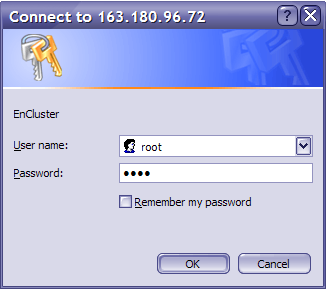 Connect to 163.180.96.72
EnCluster
User name: root
Password: ••••
Remember my password
OK Cancel